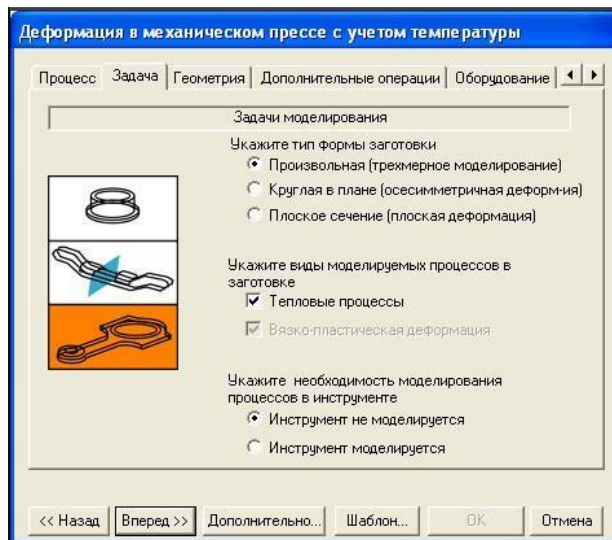 Деформация в механическом прессе с учетом температуры
Процесс Задача Геометрия Дополнительные операции Оборудование
Задачи моделирования
Укажите тип формы заготовки
Произвольная (трехмерное моделирование)
Круглая в плане (осесимметричная деформ-ия)
Плоское сечение (плоская деформация)
Укажите виды моделируемых процессов в
заготовке
Тепловые процессы
Вязко-пластическая деформация
Укажите необходимость моделирования
процессов в инструменте
Инструмент не моделируется
Инструмент моделируется
<< Назад Вперед >> Дополнительно... Шаблон... OK Отмена